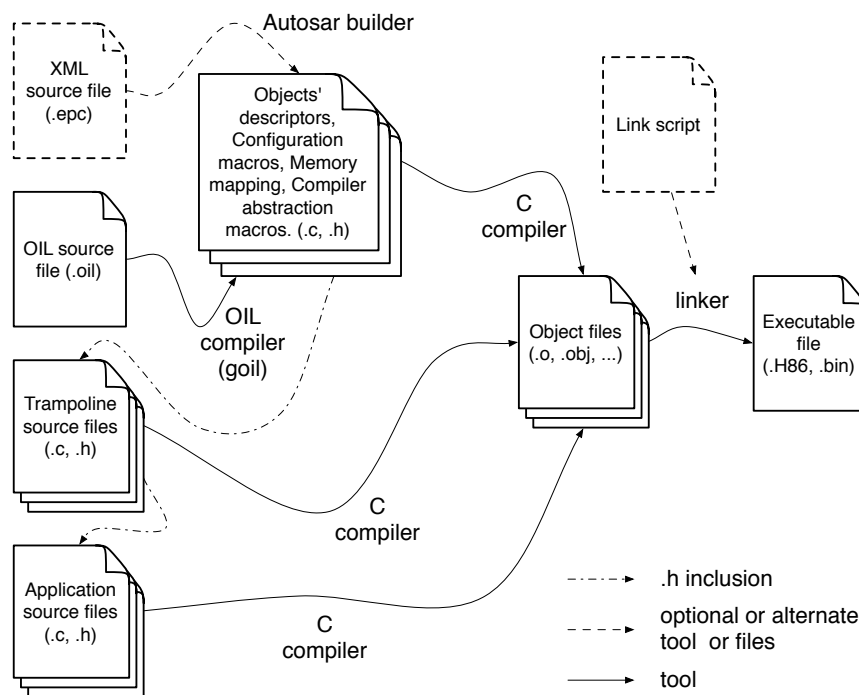 Autosar builder
XML
source file
(.epc)
Objects'
descriptors,
Configuration
macros, Memory
mapping, Compiler
abstraction
macros. (.c, .h)
Link script
C
compiler
OIL source
file (.oil)
OIL
compiler
(goil)
Object files
(.o, .obj, ...)
linker
Executable
file
(.H86, .bin)
Trampoline
source files
(.c, .h)
C
compiler
Application
source files
(.c, .h)
C
compiler
.h inclusion
optional or alternate
tool or files
tool